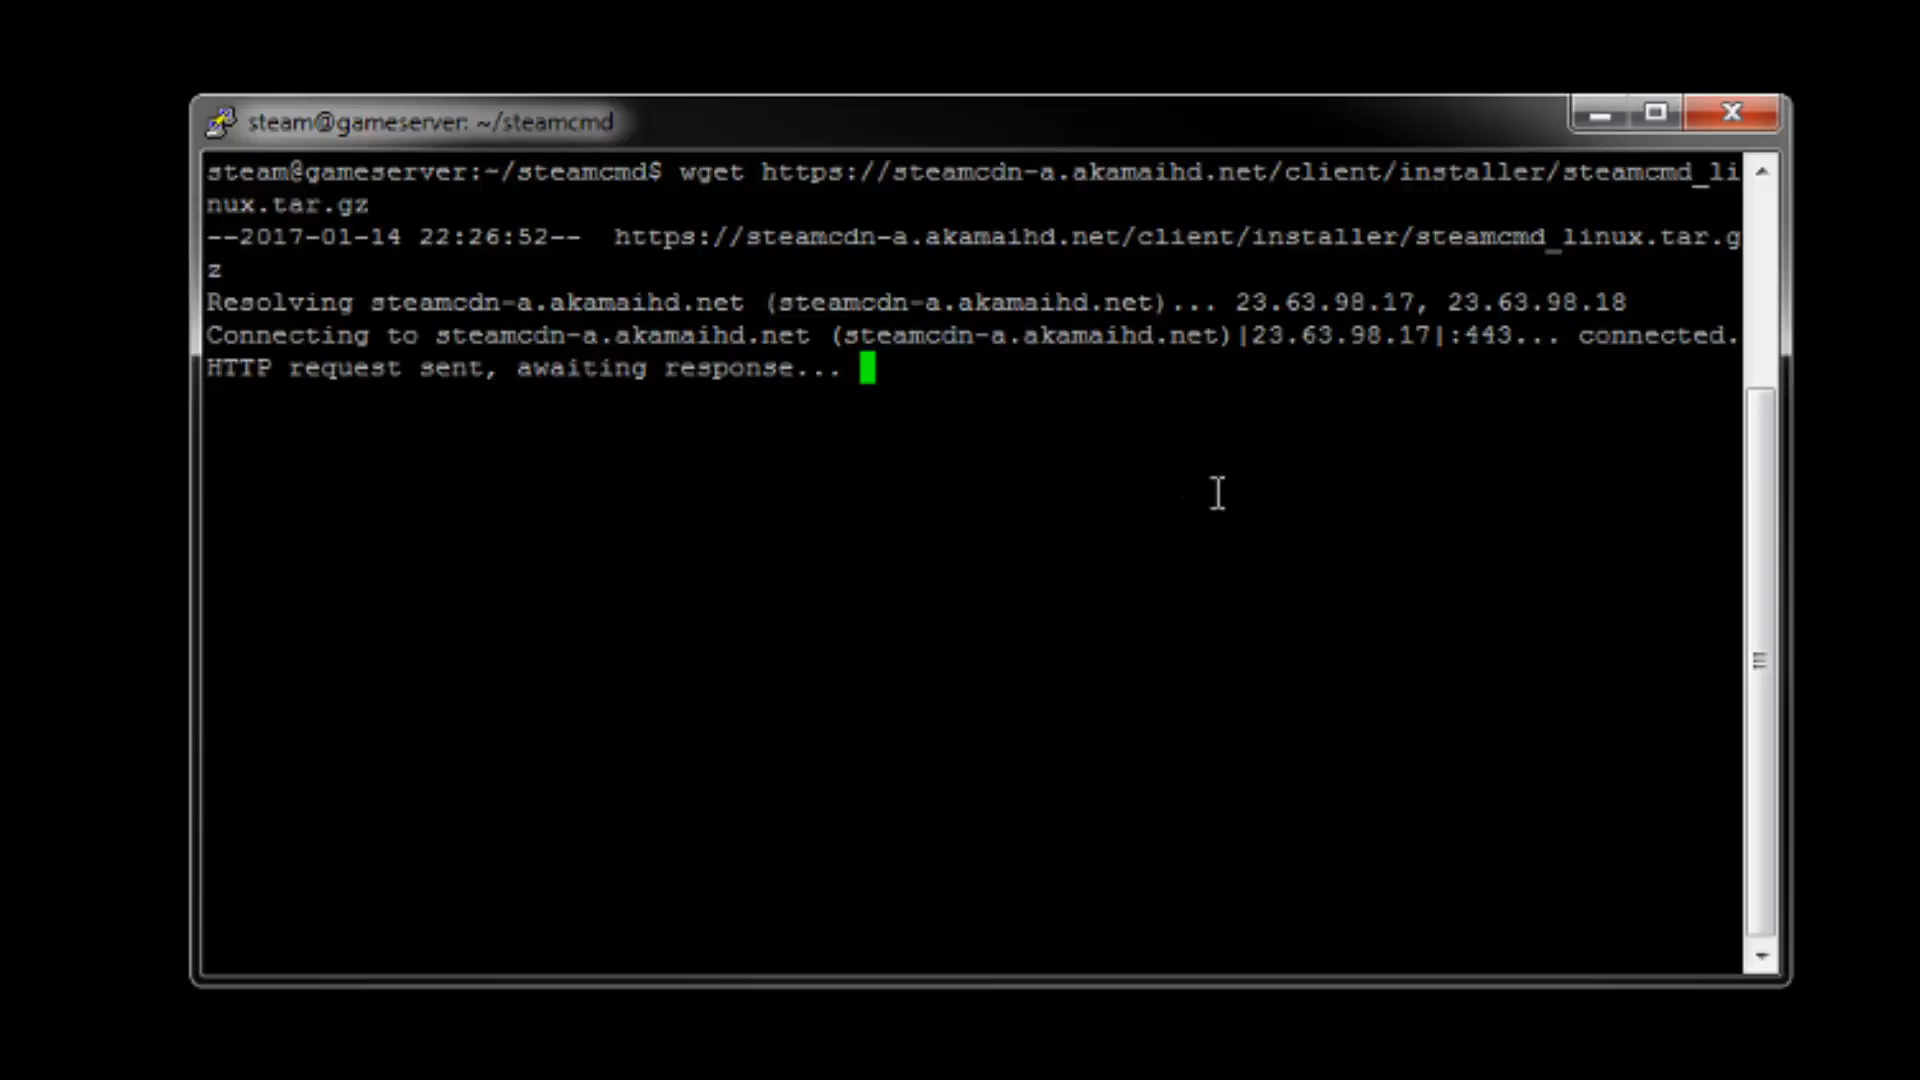 steam@gameserver: ~/steamcmd
steam@gameserver:~/steamcmd$ wget https://steamcdn-a.akamaihd.net/client/installer/steamcmd_li
nux.tar.gz
--2017-01-14 22:26:52--  https://steamcdn-a.akamaihd.net/client/installer/steamcmd_linux.tar.g
z
Resolving steamcdn-a.akamaihd.net (steamcdn-a.akamaihd.net)... 23.63.98.17, 23.63.98.18
Connecting to steamcdn-a.akamaihd.net (steamcdn-a.akamaihd.net)|23.63.98.17|:443... connected.
HTTP request sent, awaiting response...